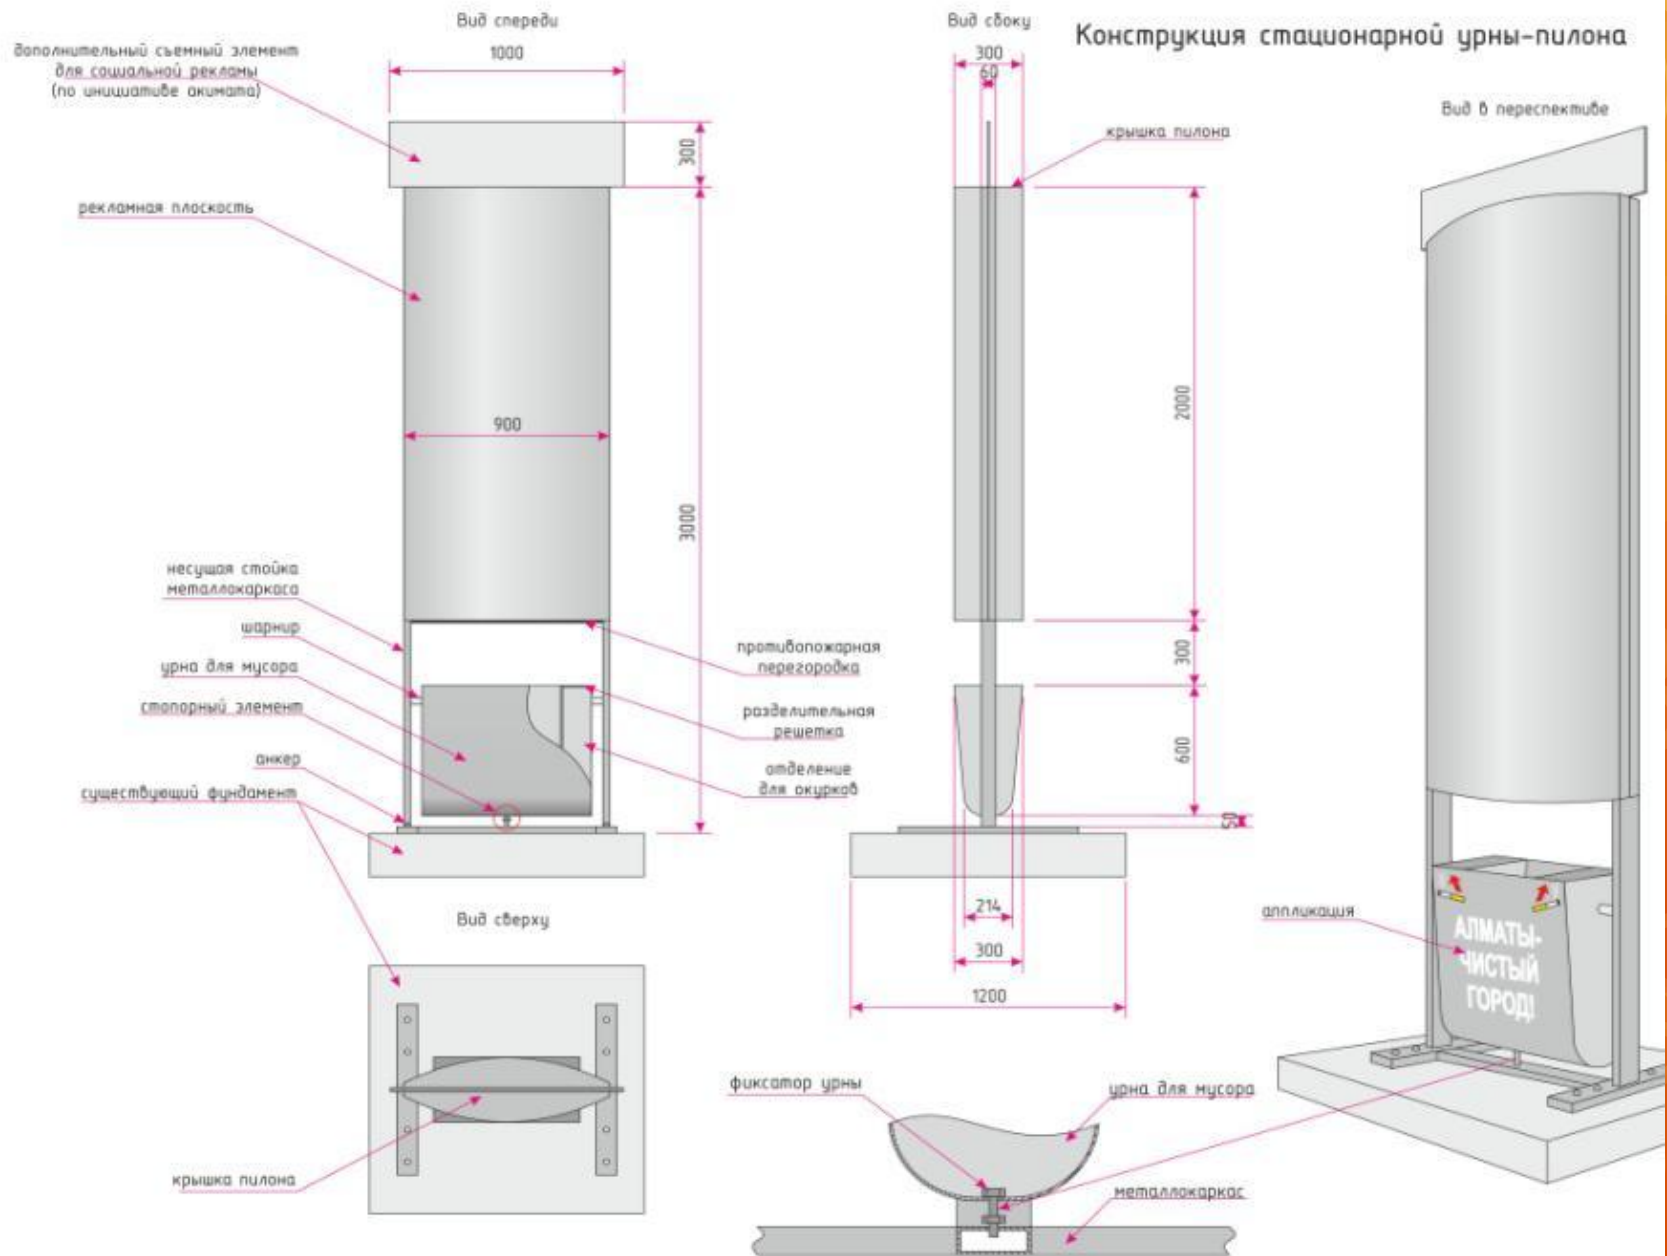 Конструкция стационарной урны-пилона
Вид спереди
1000
дополнительный съемный элемент
для социальной рекламы
(по инициативе акимата)
300
рекламная плоскость
900
3000
несущая стойка
металлокаркаса
шарнир
урна для мусора
стопорный элемент
анкер
существующий фундамент
противопожарная
перегородка
разделительная
решетка
отделение
для окурков
Вид сбоку
300
60
крышка пилона
2000
300
600
50
214
300
1200
Вид в перспективе
аппликация
АЛМАТЫ-
ЧИСТЫЙ
ГОРОД!
Вид сверху
крышка пилона
фиксатор урны
урна для мусора
металлокаркас